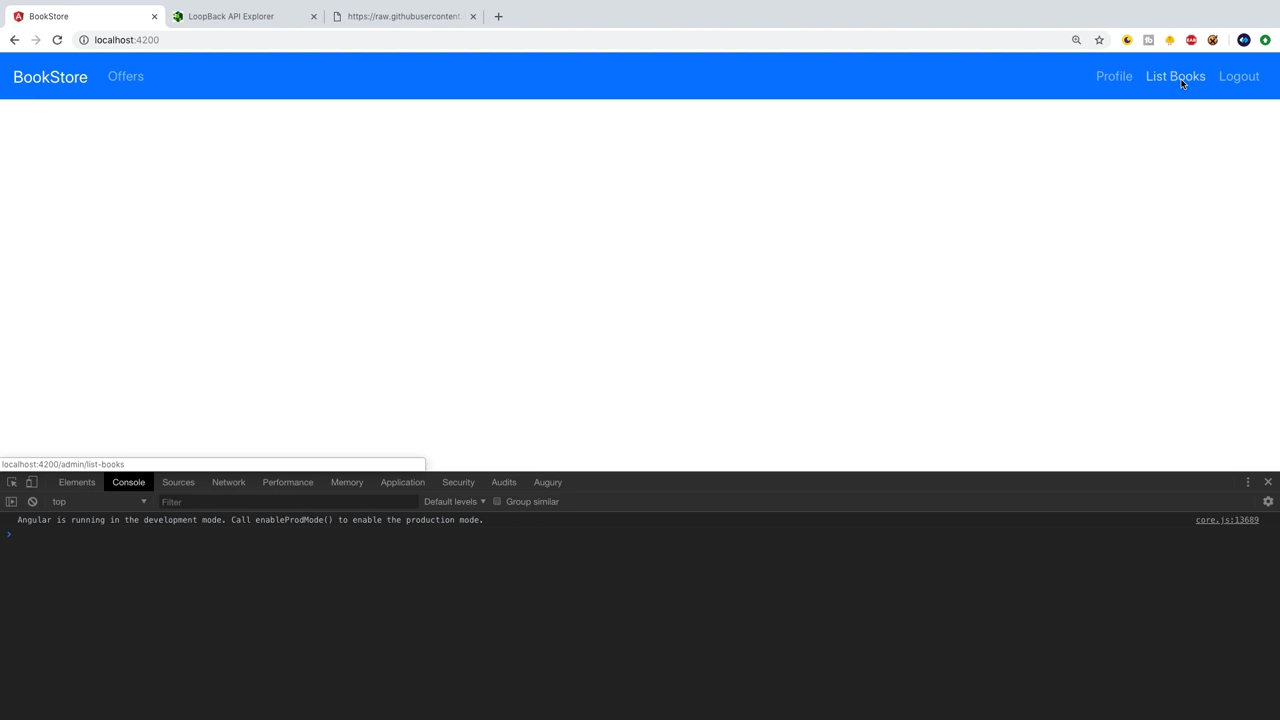 BookStore
LoopBack API Explorer
https://raw.githubusercontent.
localhost:4200
BookStore Offers Profile List Books Logout
localhost:4200/admin/list-books
Elements Console Sources Network Performance Memory Application Security Audits Augury
top Filter Default levels Group similar
Angular is running in the development mode. Call enableProdMode() to enable the production mode. core.js:13689